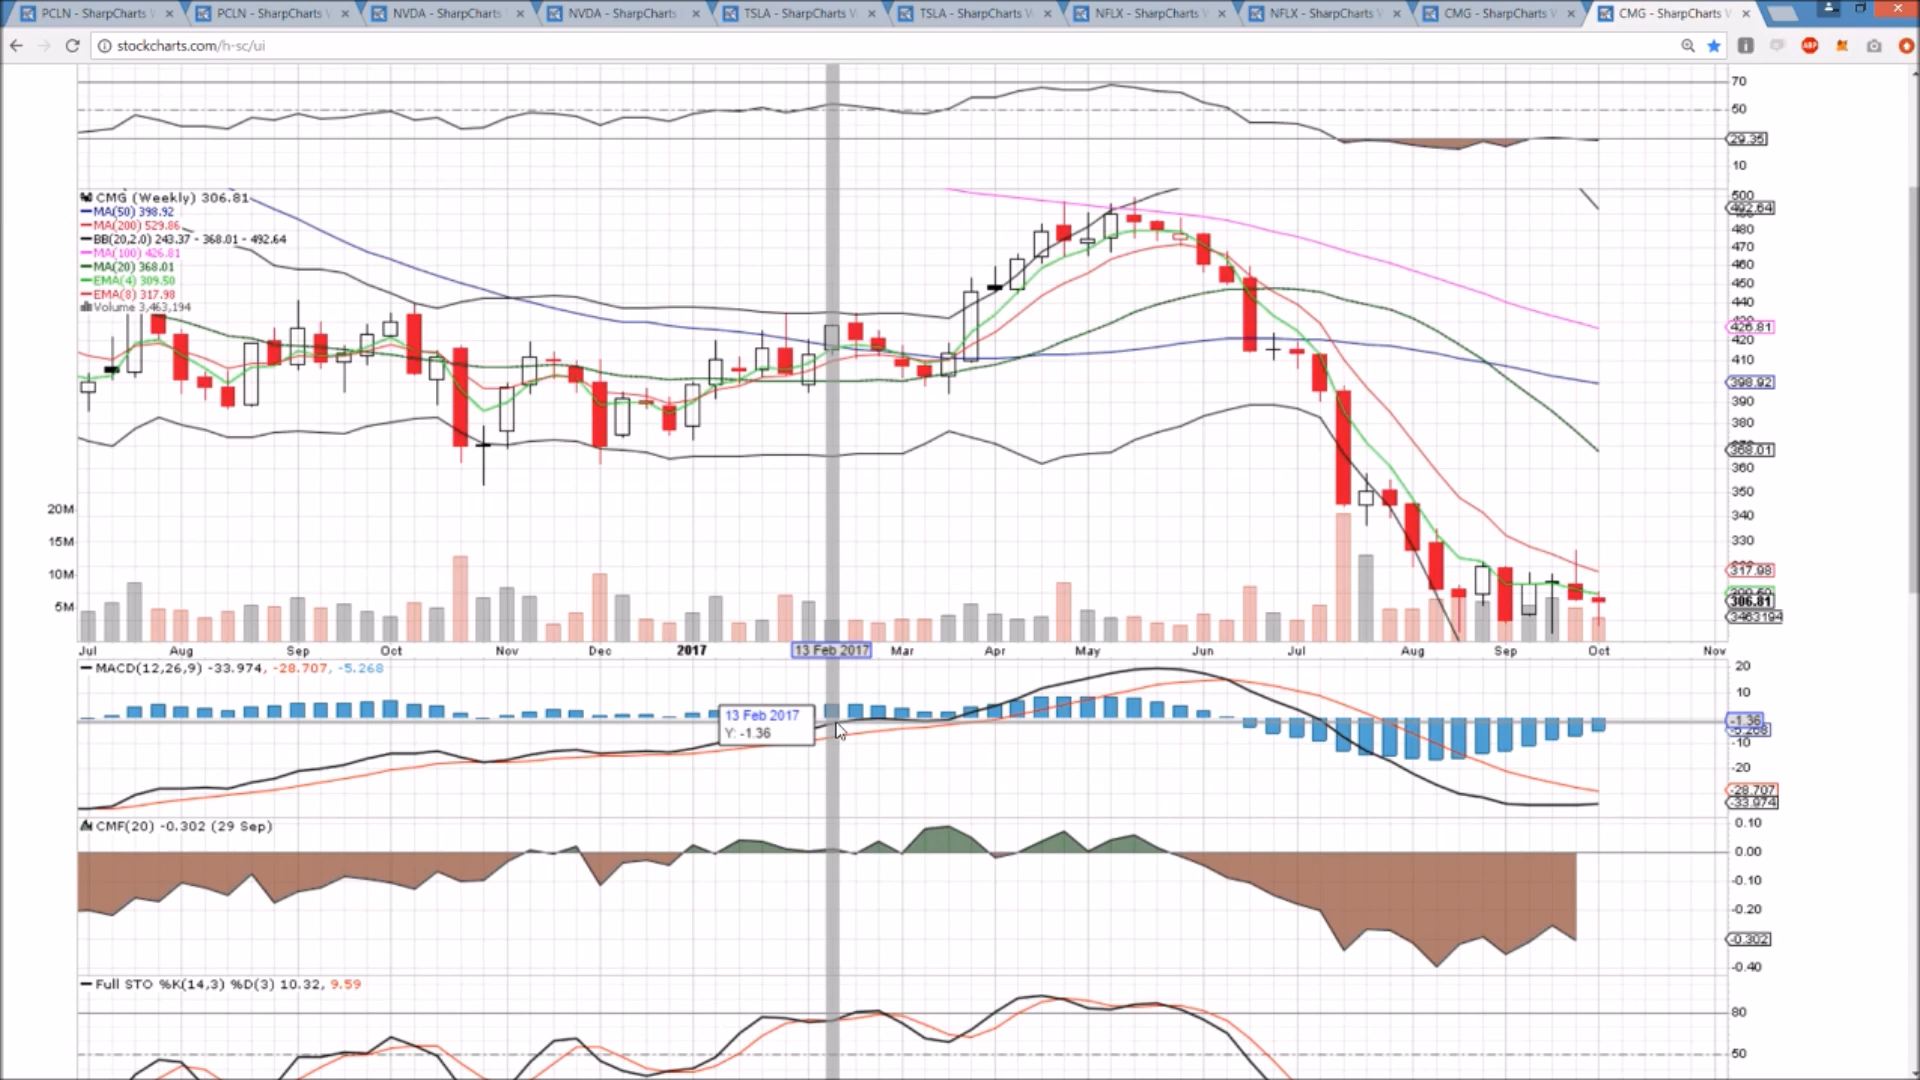 PCLN - SharpCharts
PCLN - SharpCharts
NVDA - SharpCharts
NVDA - SharpCharts
TSLA - SharpCharts
TSLA - SharpCharts
NFLX - SharpCharts
NFLX - SharpCharts
CMG - SharpCharts
CMG - SharpCharts
stockcharts.com/h-sc/ui
ABP
70
50
29.35
10
CMG (Weekly) 306.81
MA(50) 398.92
MA(200) 529.86
BB(20,2.0) 243.37 - 368.01 - 492.64
MA(100) 426.81
MA(20) 368.01
EMA(4) 309.50
EMA(8) 317.98
Volume 3,463,194
500
492.64
480
470
460
450
440
426.81
420
410
398.92
390
380
368.01
360
350
340
330
317.98
306.81
3463194
20M
15M
10M
5M
Jul Aug Sep Oct Nov Dec 2017 13 Feb 2017 Mar Apr May Jun Jul Aug Sep Oct Nov
MACD(12,26,9) -33.974, -28.707, -5.268
13 Feb 2017
Y: -1.36
20
10
-1.36
-5.268
-10
-20
-28.707
-33.974
CMF(20) -0.302 (29 Sep)
0.10
0.00
-0.10
-0.20
-0.302
-0.40
Full STO %K(14,3) %D(3) 10.32, 9.59
80
50